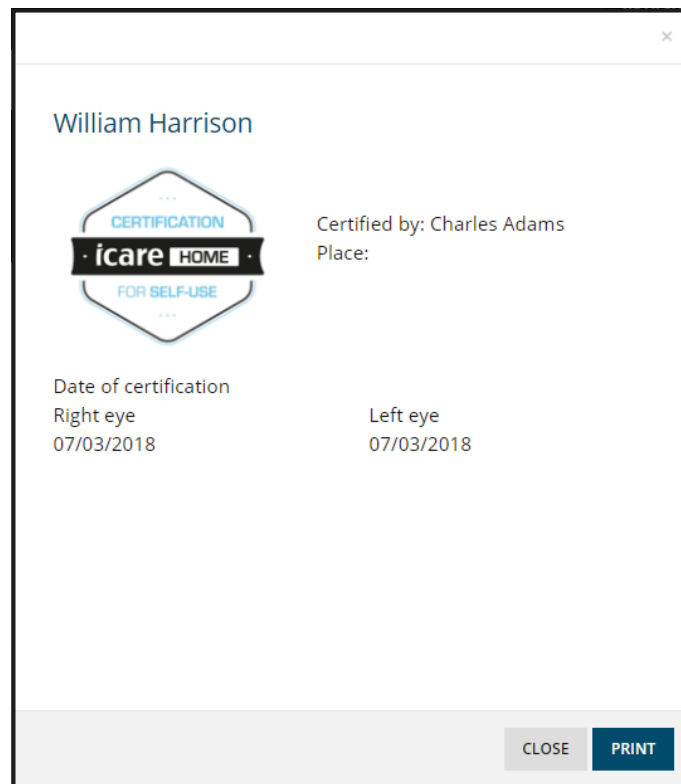 ×
William Harrison
CERTIFICATION
· icare HOME ·
FOR SELF-USE
Certified by: Charles Adams
Place:
Date of certification
Right eye
Left eye
07/03/2018
07/03/2018
CLOSE
PRINT